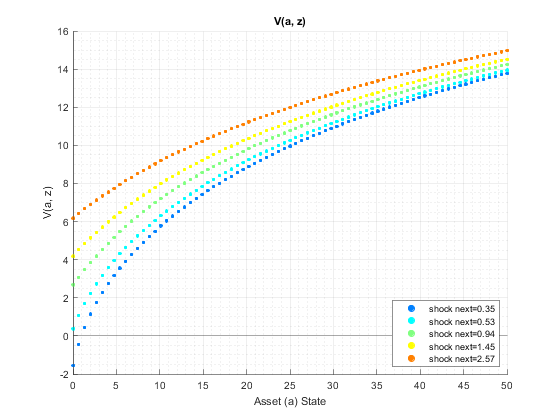 V(a, z)
16
14
12
10
8
6
4
2
0
-2
V(a, z)
0
5
10
15
20
25
30
35
40
45
50
Asset (a) State
shock next=0.35
shock next=0.53
shock next=0.94
shock next=1.45
shock next=2.57